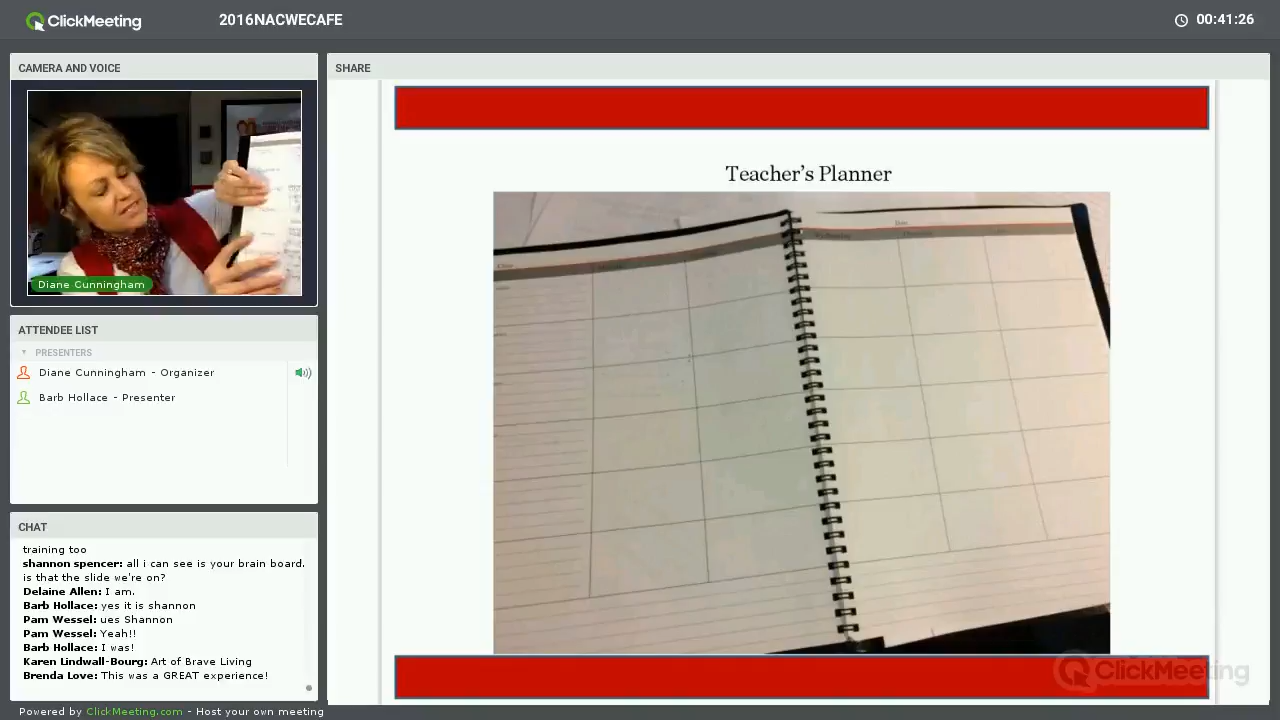 ClickMeeting
2016NACWECAFE
00:41:26
CAMERA AND VOICE
Diane Cunningham
ATTENDEE LIST
PRESENTERS
Diane Cunningham - Organizer
Barb Hollace - Presenter
CHAT
training too
shannon spencer: all i can see is your brain board.
is that the slide we're on?
Delaine Allen: I am.
Barb Hollace: yes it is shannon
Pam Wessel: ues Shannon
Pam Wessel: Yeah!!
Barb Hollace: I was!
Karen Lindwall-Bourg: Art of Brave Living
Brenda Love: This was a GREAT experience!
SHARE
Teacher's Planner
ClickMeeting
Powered by ClickMeeting.com - Host your own meeting